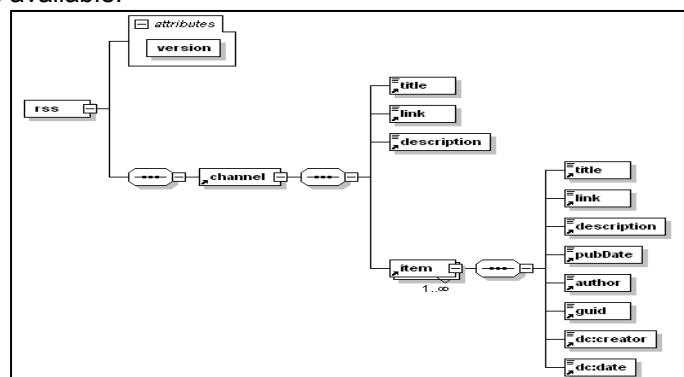 available.
attributes
version
rss
title
link
description
channel
item
1..∞
title
link
description
pubDate
author
guid
dc:creator
dc:date